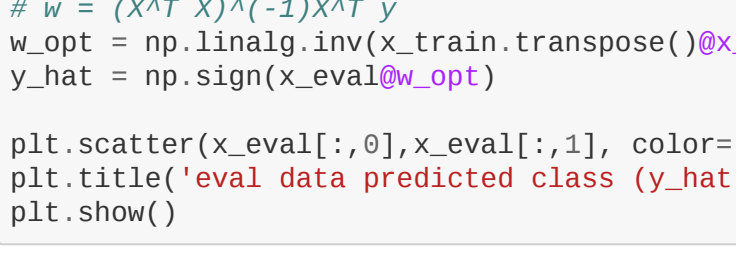 # w = (X^T X)^(-1)X^T y
w_opt = np.linalg.inv(x_train.transpose()@x_
y_hat = np.sign(x_eval@w_opt)
plt.scatter(x_eval[:,0],x_eval[:,1], color=
plt.title('eval data predicted class (y_hat
plt.show()